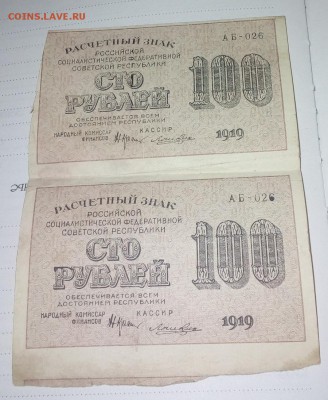 COINS.LAVE.RU
РАСЧЕТНЫЙ ЗНАК
РОССИЙСКОЙ
СОЦИАЛИСТИЧЕСКОЙ ФЕДЕРАТИВНОЙ
СОВЕТСКОЙ РЕСПУБЛИКИ
АБ-026
СТО
РУБЛЕЙ
100
ОБЕСПЕЧИВАЕТСЯ ВСЕМ
ДОСТОЯНИЕМ РЕСПУБЛИКИ
НАРОДНЫЙ КОМИССАР
ФИНАНСОВ
КАССИР
1919
РАСЧЕТНЫЙ ЗНАК
РОССИЙСКОЙ
СОЦИАЛИСТИЧЕСКОЙ ФЕДЕРАТИВНОЙ
СОВЕТСКОЙ РЕСПУБЛИКИ
АБ-026
СТО
РУБЛЕЙ
100
ОБЕСПЕЧИВАЕТСЯ ВСЕМ
ДОСТОЯНИЕМ РЕСПУБЛИКИ
НАРОДНЫЙ КОМИССАР
ФИНАНСОВ
КАССИР
1919